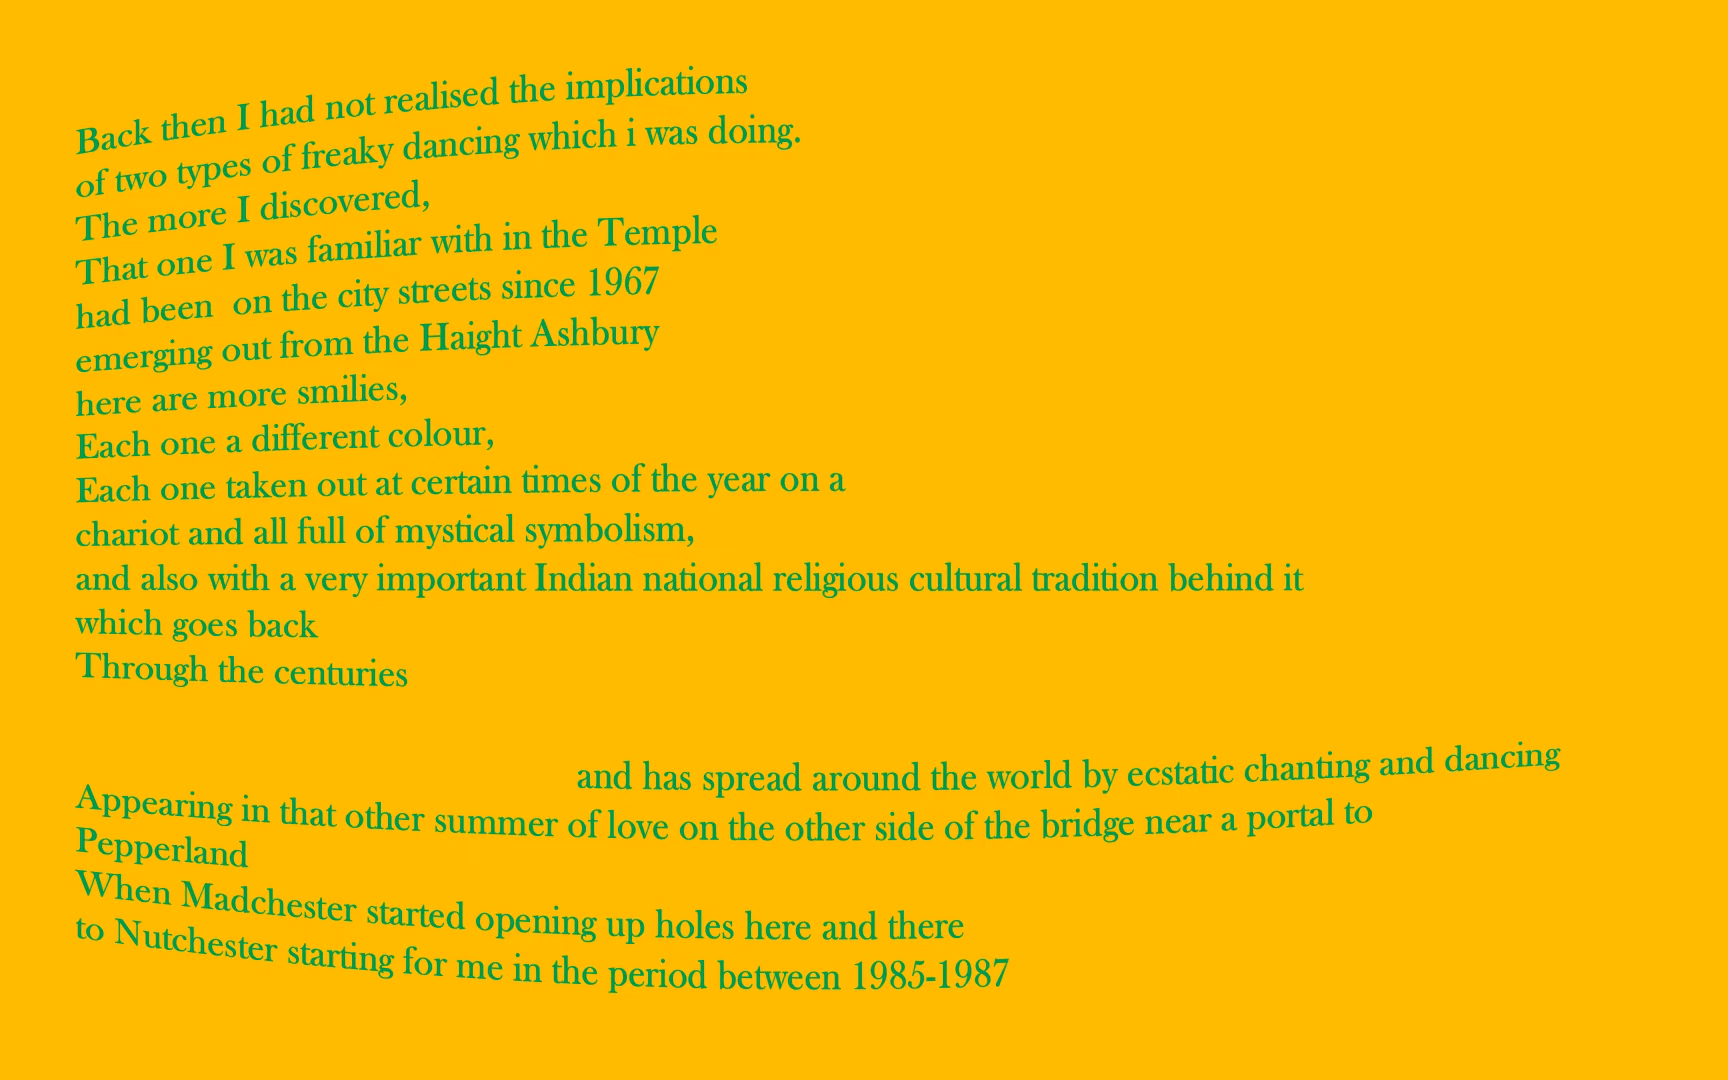 Back then I had not realised the implications
of two types of freaky dancing which i was doing.
The more I discovered,
That one I was familiar with in the Temple
had been  on the city streets since 1967
emerging out from the Haight Ashbury
here are more smilies,
Each one a different colour,
Each one taken out at certain times of the year on a
chariot and all full of mystical symbolism,
and also with a very important Indian national religious cultural tradition behind it
which goes back
Through the centuries
and has spread around the world by ecstatic chanting and dancing
Appearing in that other summer of love on the other side of the bridge near a portal to
Pepperland
When Madchester started opening up holes here and there
to Nutchester starting for me in the period between 1985-1987